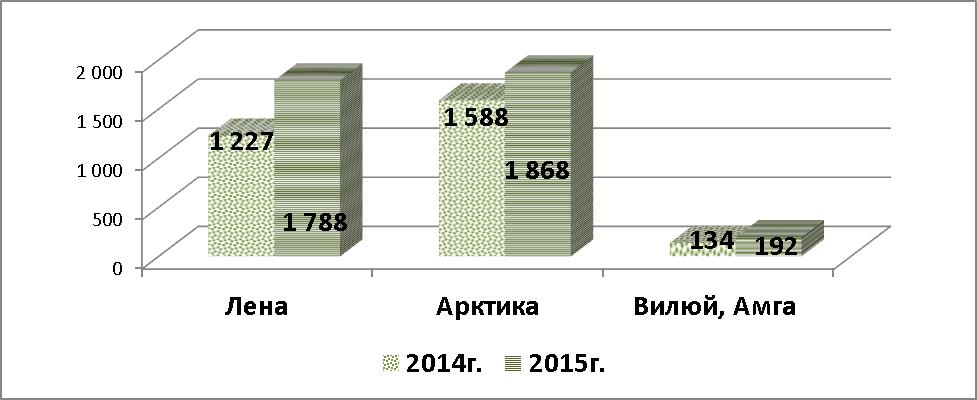 2 000
1 500
1 000
500
0
1 227
1 788
1 588
1 868
134
192
Лена
Арктика
Вилюй, Амга
2014г.
2015г.